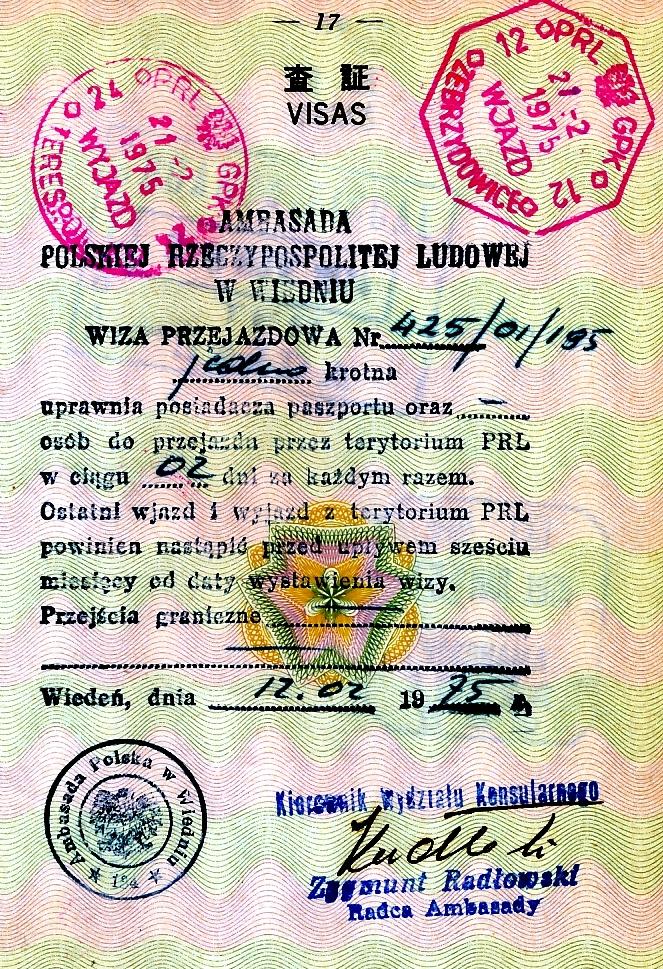 — 17 —
査 証
VISAS
24 PRL
21 -2
1975
WYJAZD
GPK
TERESPOL
12 PRL
21 -2
1975
WJAZD
GPK 12
ZEBRZYDOWICE
AMBASADA
POLSKIEJ RZECZYPOSPOLITEJ LUDOWEJ
W WIEDNIU
WIZA PRZEJAZDOWA Nr 425/01/195
jedno krotna
uprawnia posiadacza paszportu oraz —
osób do przejazdu przez terytorium PRL
w ciągu 02 dni za każdym razem.
Ostatni wjazd i wyjazd z terytorium PRL
powinien nastąpić przed upływem sześciu
miesięcy od daty wystawienia wizy.
Przejścia graniczne
Wiedeń, dnia 12.02 1975 r.
Ambasada Polska w Wiedniu
Kierownik Wydziału Konsularnego
Zygmunt Radłowski
Radca Ambasady